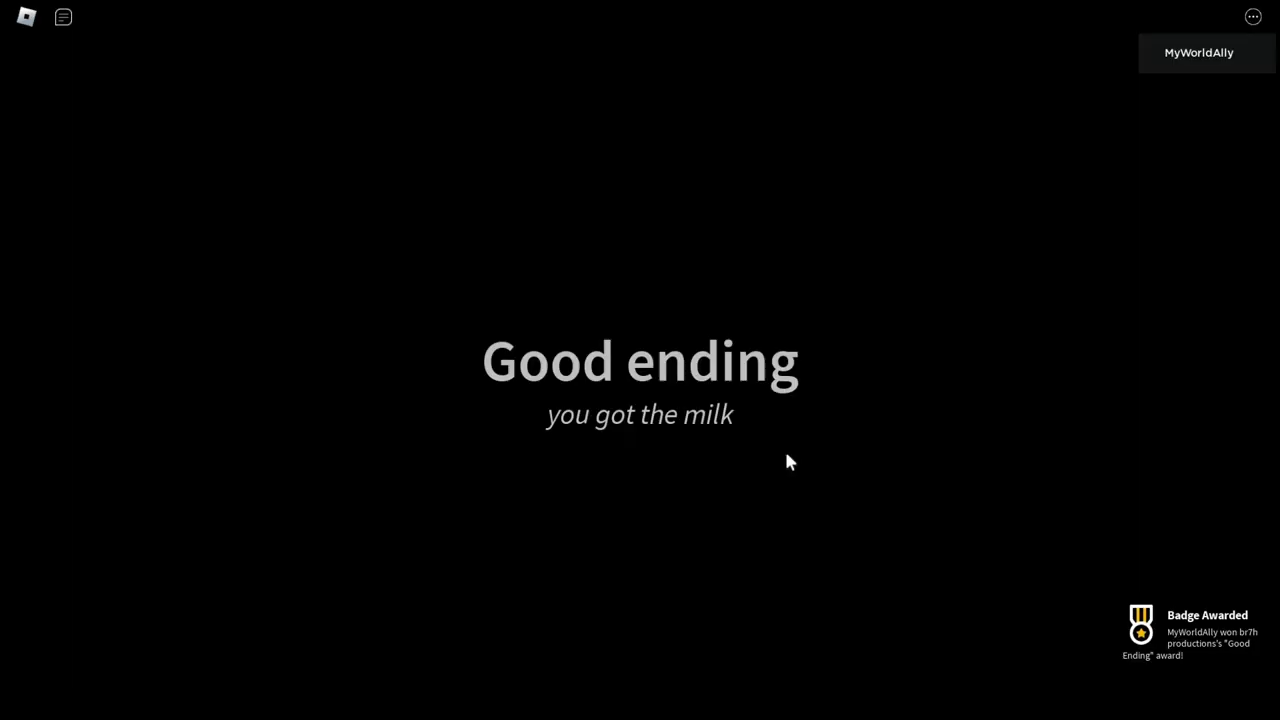 MyWorldAlly
Good ending
you got the milk
Badge Awarded
MyWorldAlly won br7h
productions's "Good
Ending" award!